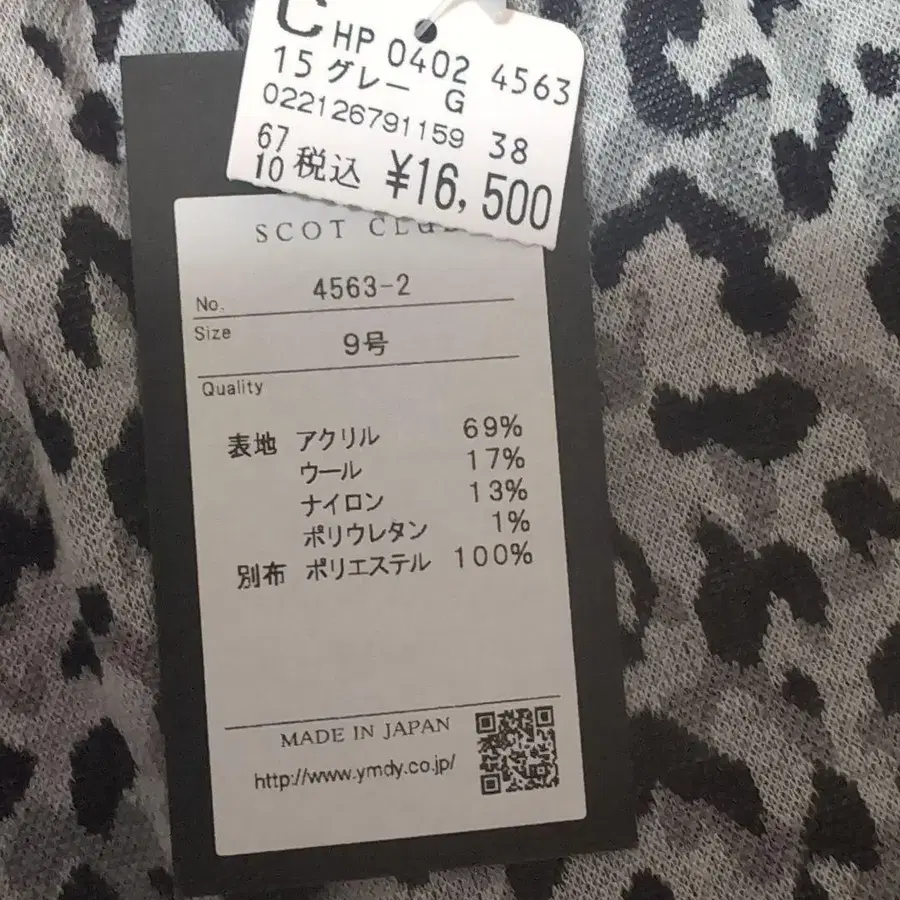 C HP 0402 4563
15 グレー G
022126791159 38
67
10 税込 ¥16,500
SCOT CLUB
No. 4563-2
Size 9号
Quality
表地 アクリル 69%
ウール 17%
ナイロン 13%
ポリウレタン 1%
別布 ポリエステル 100%
MADE IN JAPAN
http://www.ymdy.co.jp/